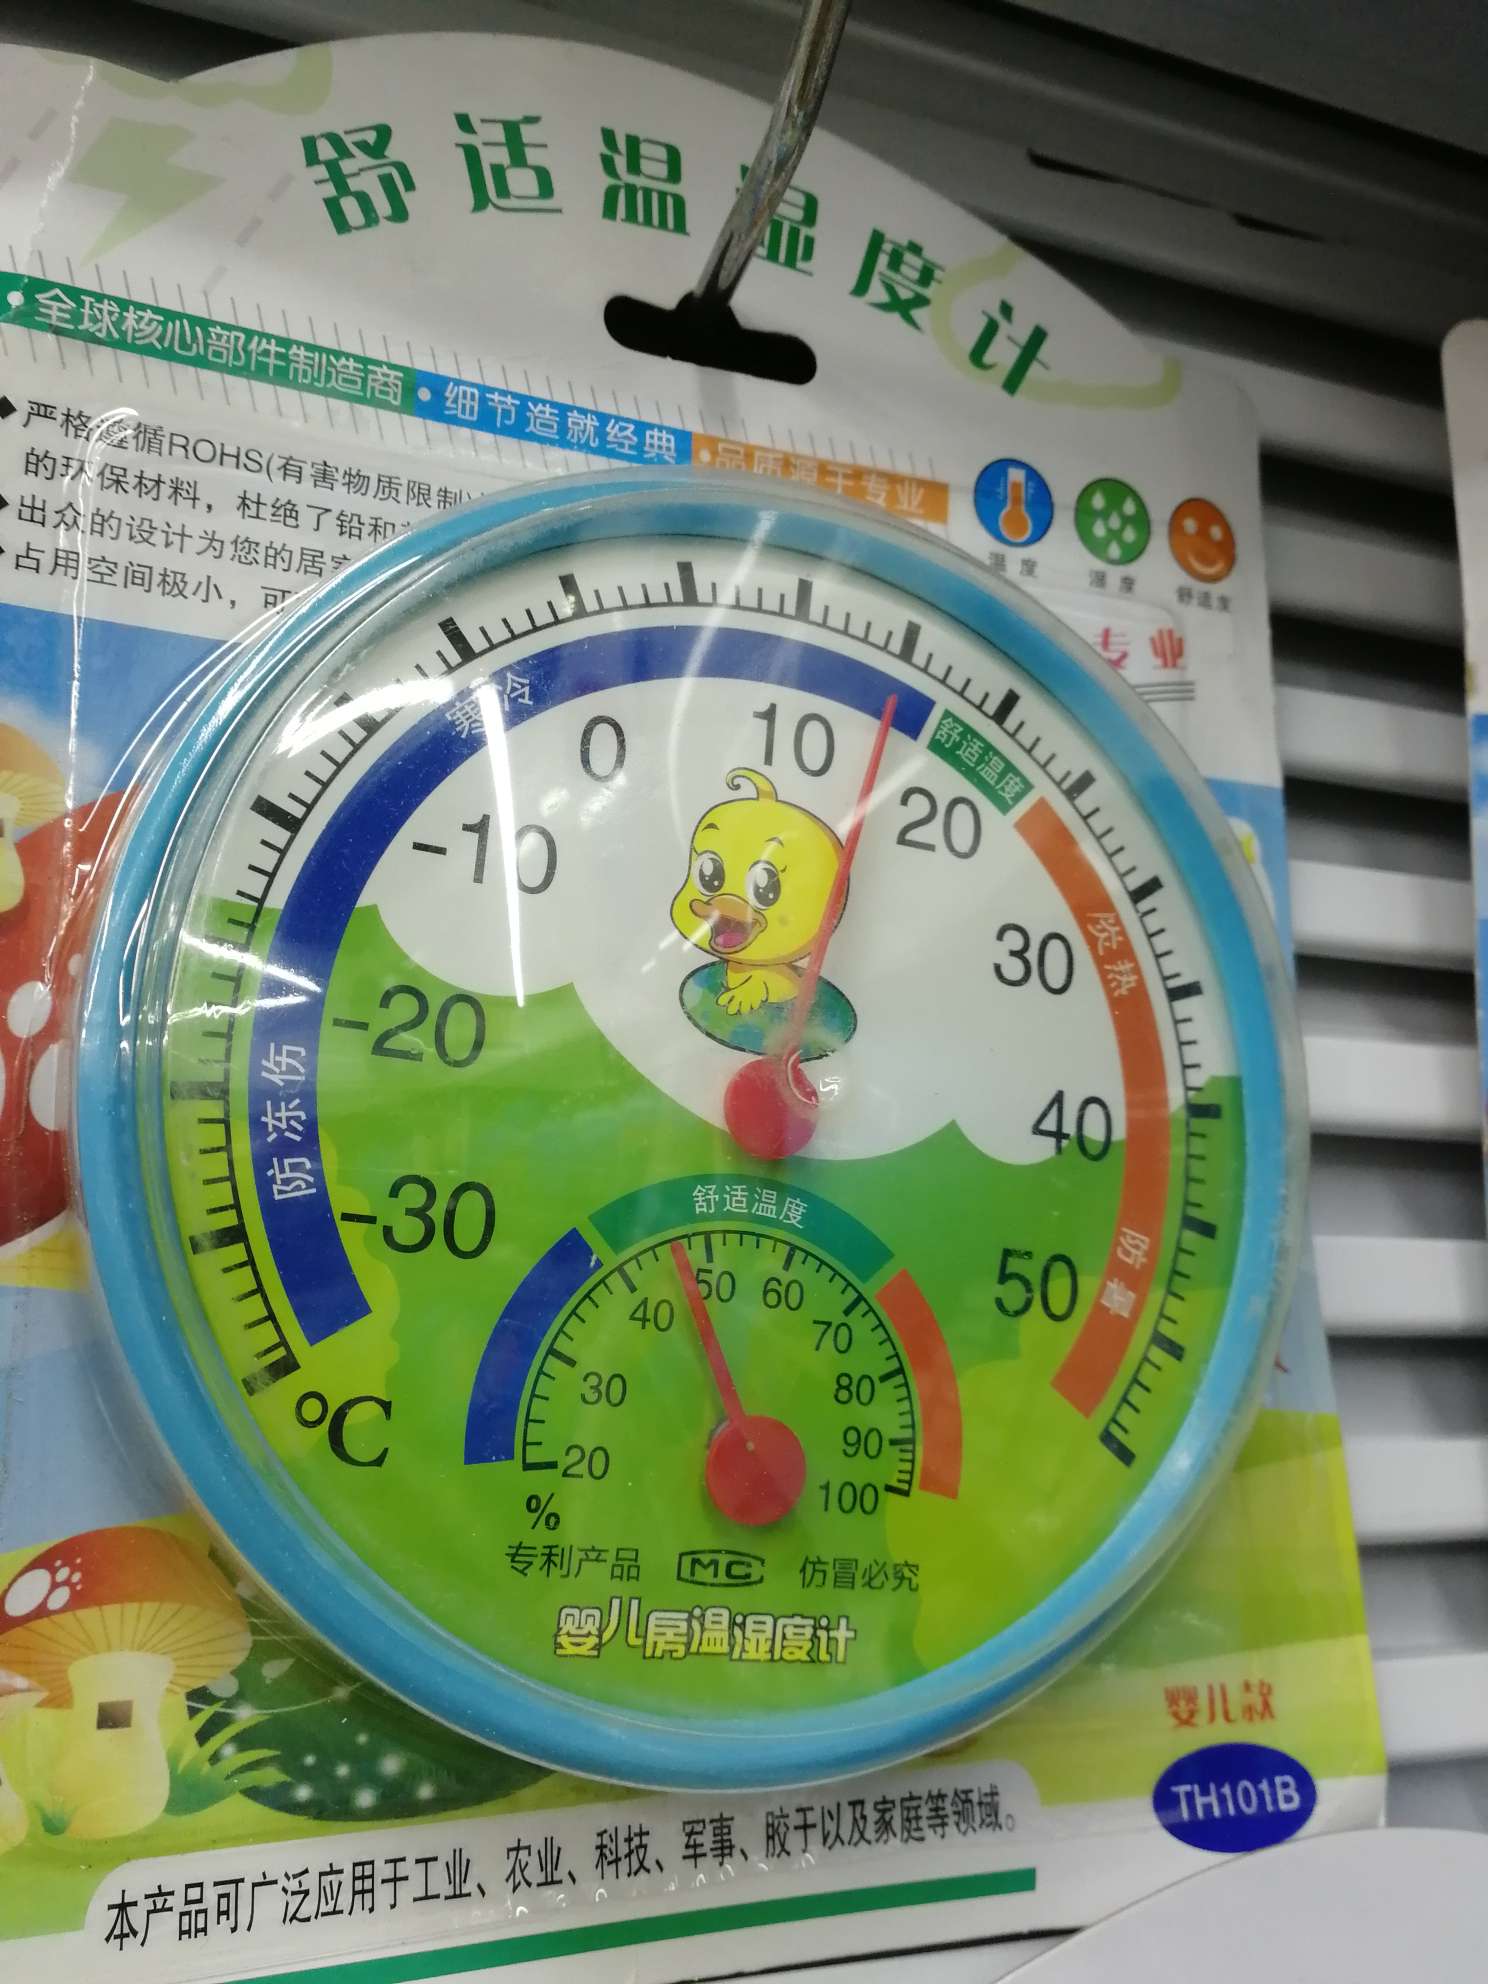 舒适温湿度计
·全球核心部件制造商·细节造就经典·品质源于专业
严格遵循ROHS(有害物质限制
的环保材料，杜绝了铅和
出众的设计为您的居家
占用空间极小，可
温度 湿度 舒适度
专业
寒冷
舒适温度
炎热
防冻伤
防暑
-30 -20 -10 0 10 20 30 40 50
℃
舒适温度
20 30 40 50 60 70 80 90 100
%
专利产品 MC 仿冒必究
婴儿房温湿度计
婴儿款
TH101B
本产品可广泛应用于工业、农业、科技、军事、胶于以及家庭等领域。